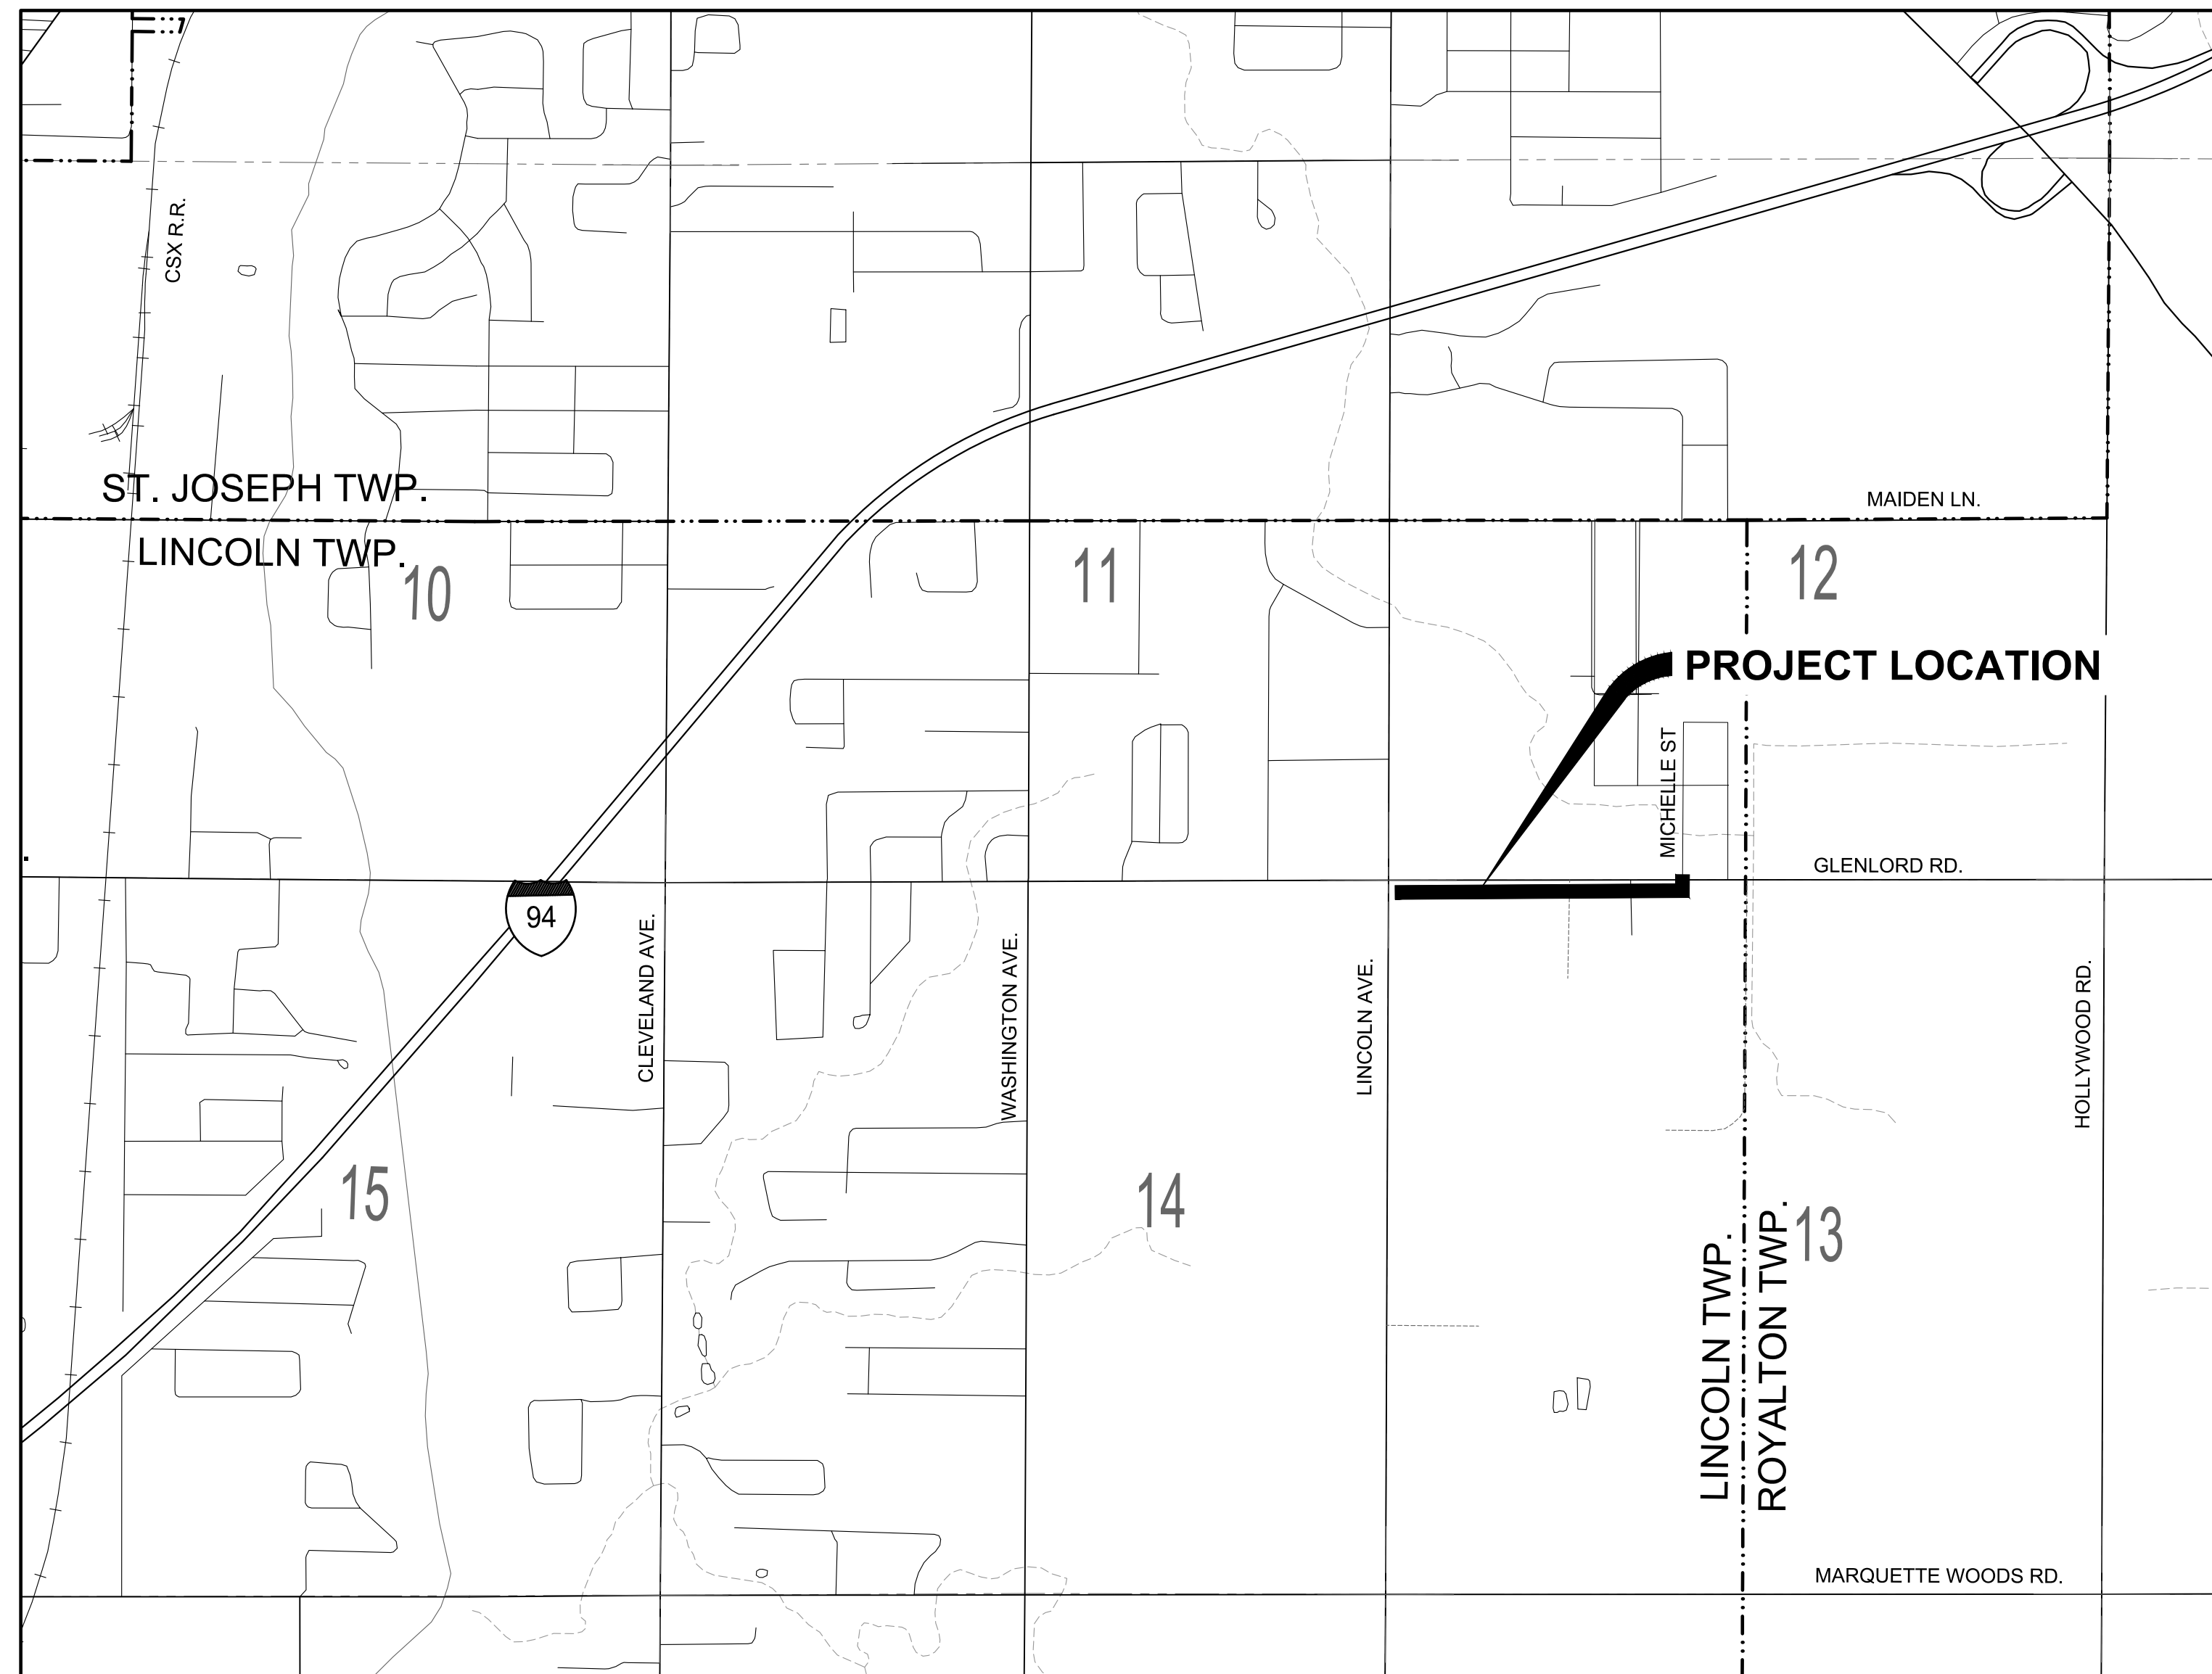 CSX R.R.
ST. JOSEPH TWP.
MAIDEN LN.
LINCOLN TWP.
10
11
12
PROJECT LOCATION
MICHELLE ST
GLENLORD RD.
94
CLEVELAND AVE.
WASHINGTON AVE.
LINCOLN AVE.
HOLLYWOOD RD.
15
14
13
LINCOLN TWP.
ROYALTON TWP.
MARQUETTE WOODS RD.